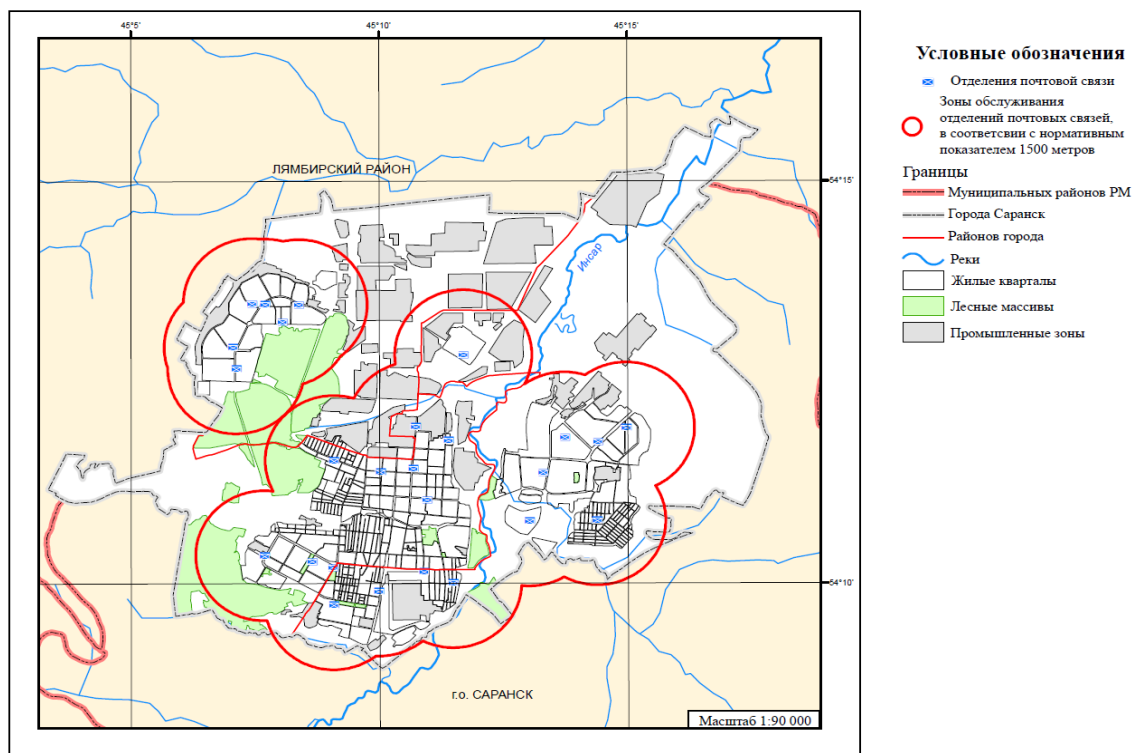 45°5'
45°10'
45°15'
ЛЯМБИРСКИЙ РАЙОН
54°15'
Инсар
54°10'
г.о. САРАНСК
Масштаб 1:90 000
Условные обозначения
Отделения почтовой связи
Зоны обслуживания
отделений почтовых связей,
в соответсвии с нормативным
показателем 1500 метров
Границы
Муниципальных районов РМ
Города Саранск
Районов города
Реки
Жилые кварталы
Лесные массивы
Промышленные зоны